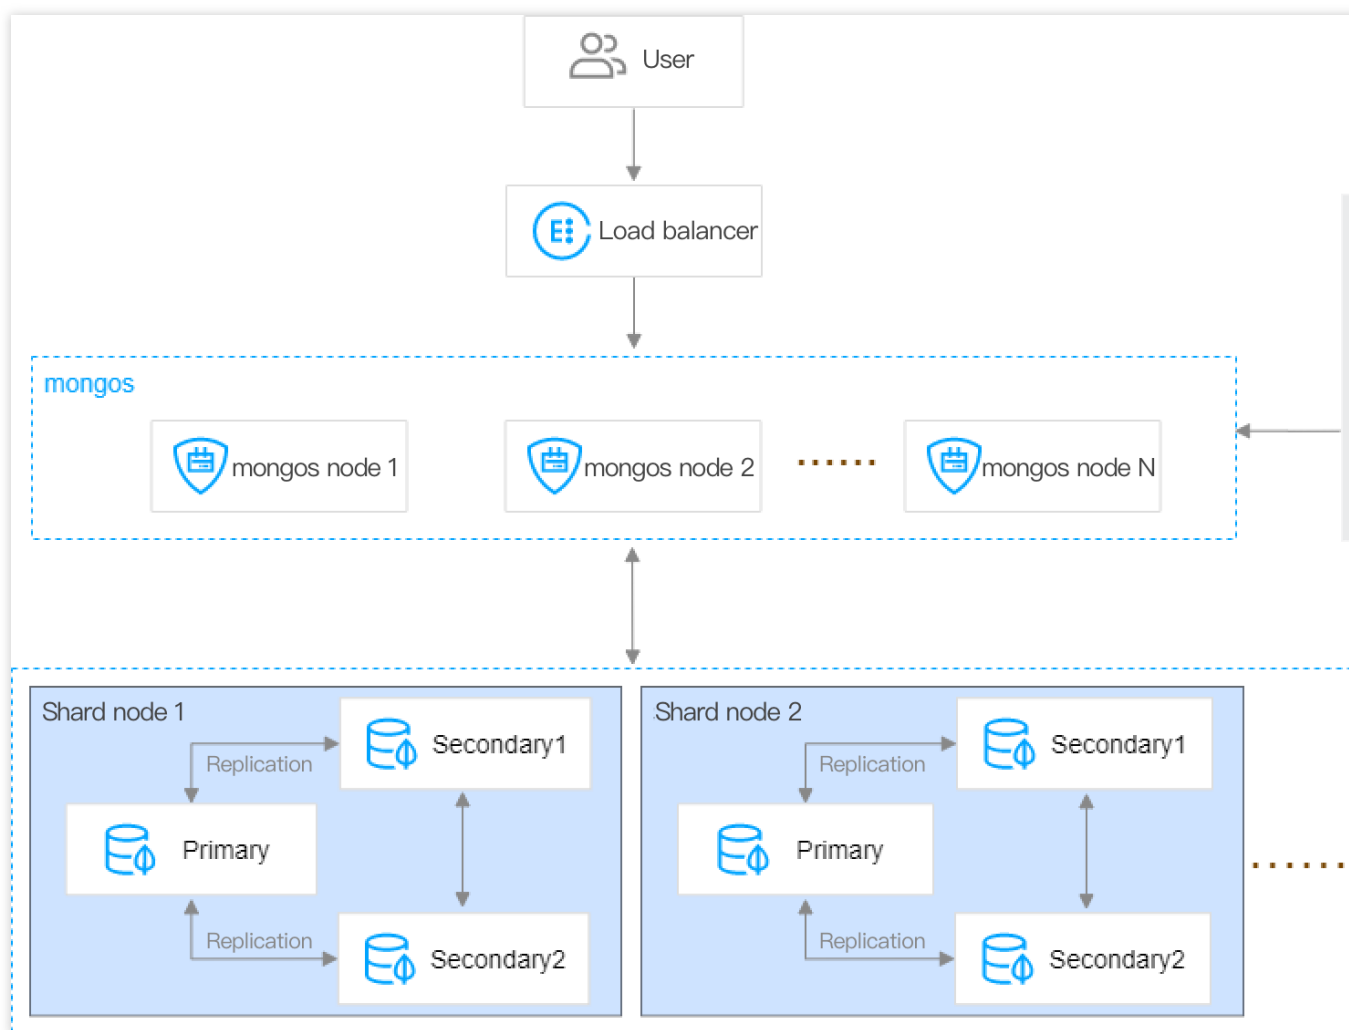 User
Load balancer
mongos
mongos node 1
mongos node 2
mongos node N
Shard node 1
Secondary1
Replication
Primary
Replication
Secondary2
Shard node 2
Secondary1
Replication
Primary
Replication
Secondary2